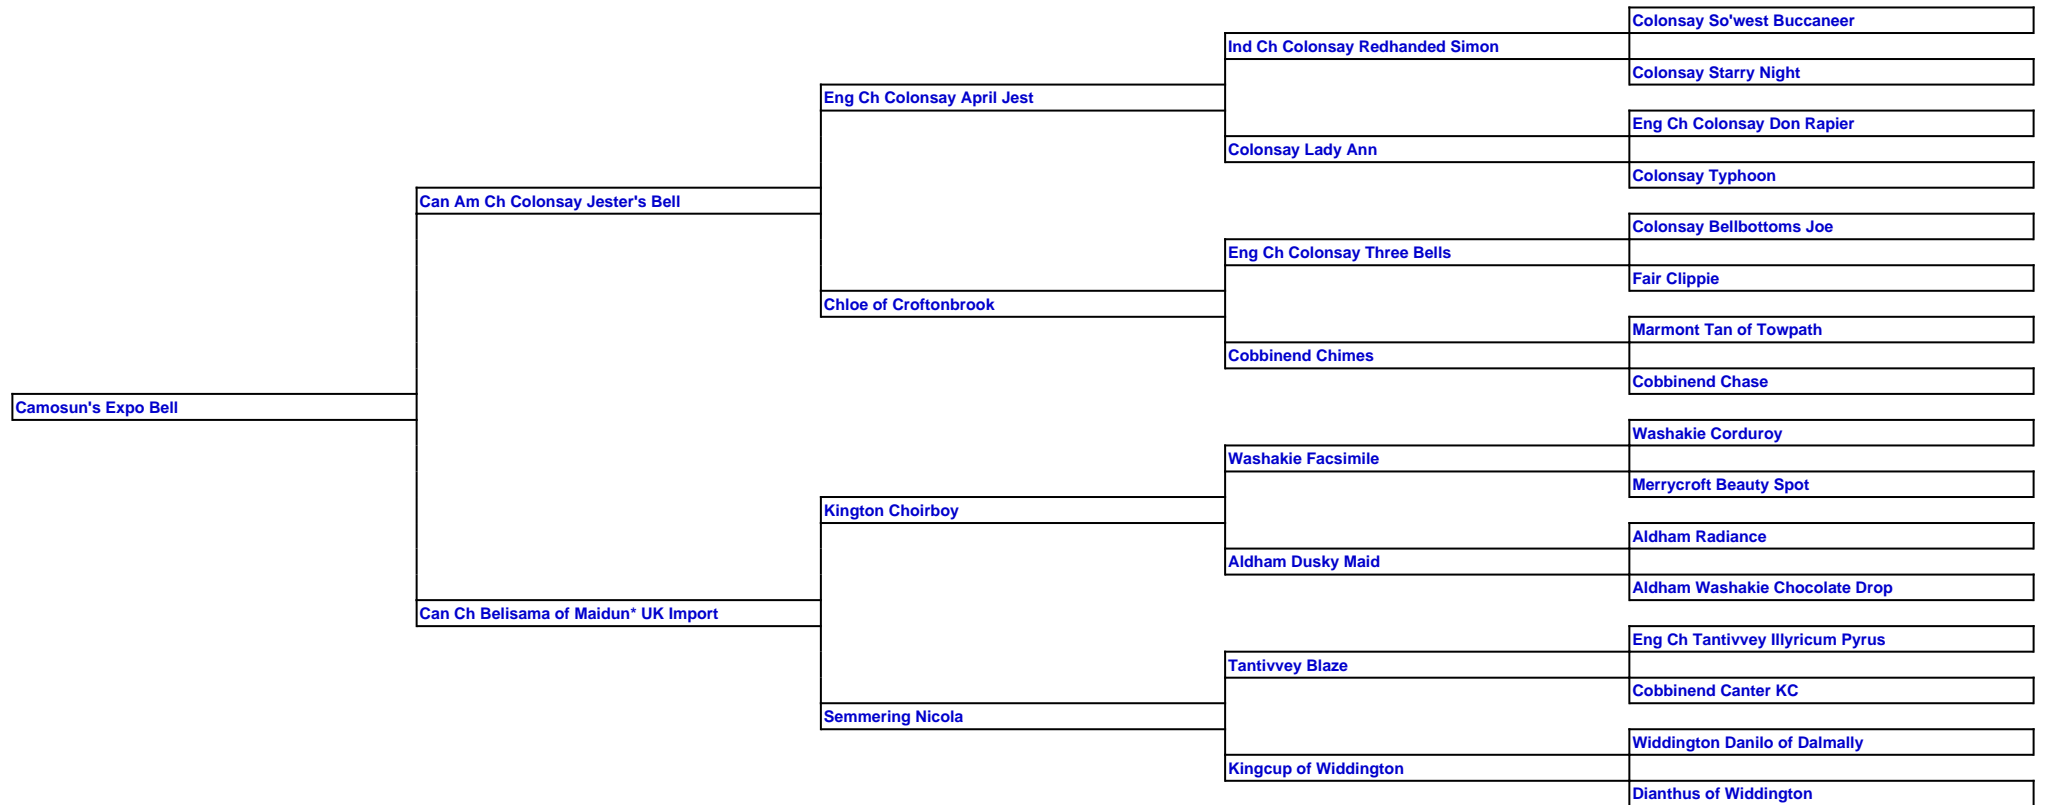 Colonsay So'west Buccaneer
Ind Ch Colonsay Redhanded Simon
Colonsay Starry Night
Eng Ch Colonsay April Jest
Eng Ch Colonsay Don Rapier
Colonsay Lady Ann
Colonsay Typhoon
Can Am Ch Colonsay Jester's Bell
Colonsay Bellbottoms Joe
Eng Ch Colonsay Three Bells
Fair Clippie
Chloe of Croftonbrook
Marmont Tan of Towpath
Cobbinend Chimes
Cobbinend Chase
Camosun's Expo Bell
Washakie Corduroy
Washakie Facsimile
Merrycroft Beauty Spot
Kington Choirboy
Aldham Radiance
Aldham Dusky Maid
Aldham Washakie Chocolate Drop
Can Ch Belisama of Maidun* UK Import
Eng Ch Tantivvey Illyricum Pyrus
Tantivvey Blaze
Cobbinend Canter KC
Semmering Nicola
Widdington Danilo of Dalmally
Kingcup of Widdington
Dianthus of Widdington